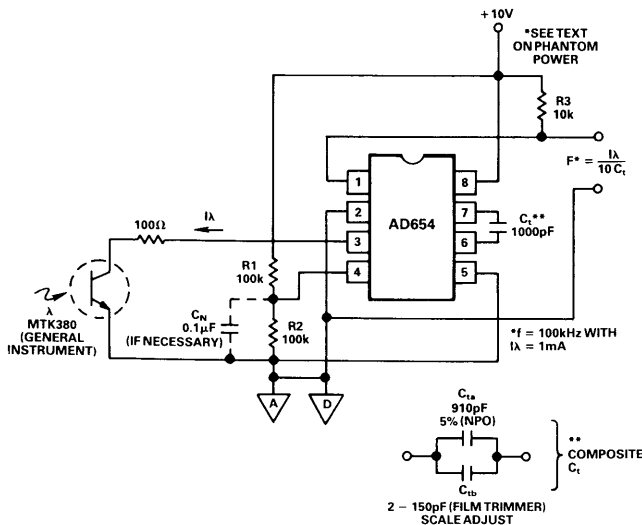 +10V
*SEE TEXT
ON PHANTOM
POWER
R3
10k
F* = Iλ
10 Ct
1
8
2
7
AD654
Ct**
1000pF
100Ω
Iλ
3
6
4
5
R1
100k
λ
MTK380
(GENERAL
INSTRUMENT)
CN
0.1μF
(IF NECESSARY)
R2
100k
*f = 100kHz WITH
Iλ = 1mA
A
D
Cta
910pF
5% (NPO)
**
COMPOSITE
Ct
Ctb
2 – 150pF (FILM TRIMMER)
SCALE ADJUST